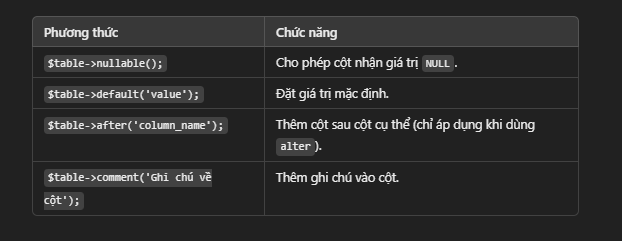 Phương thức Chức năng
$table->nullable(); Cho phép cột nhận giá trị NULL.
$table->default('value'); Đặt giá trị mặc định.
$table->after('column_name'); Thêm cột sau cột cụ thể (chỉ áp dụng khi dùng
alter).
$table->comment('Ghi chú về Thêm ghi chú vào cột.
cột');